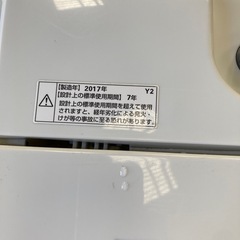 【製造年】2017年 Y2
【設計上の標準使用期間】7年
設計上の標準使用期間を超えて使用
されますと、経年劣化による発火・
けが等の事故に至る恐れがあります。